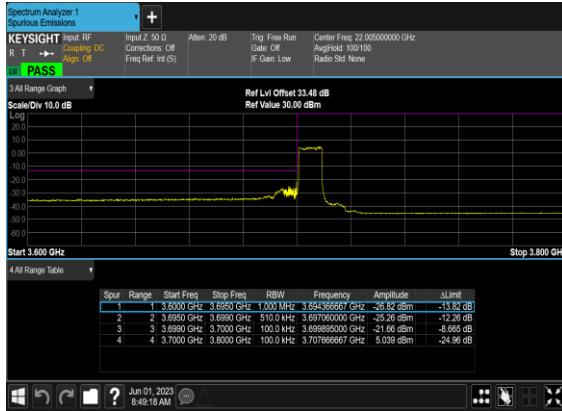 Spectrum Analyzer 1
Spurious Emissions
KEYSIGHT Input: RF Input Z: 50 Ω Atten: 20 dB Trig: Free Run Center Freq: 22.005000000 GHz
R T Coupling: DC Corrections: Off Gate: Off Avg|Hold: 100/100
Align: Off Freq Ref: Int (S) IF Gain: Low Radio Std: None
PASS
3 All Range Graph
Ref Lvl Offset 33.48 dB
Scale/Div 10.0 dB Ref Value 30.00 dBm
Log
20.0
10.0
0.00
-10.0
-20.0
-30.0
-40.0
-50.0
-60.0
Start 3.600 GHz Stop 3.800 GH
4 All Range Table
Spur Range Start Freq Stop Freq RBW Frequency Amplitude ΔLimit
1 1 3.6000 GHz 3.6950 GHz 1.000 MHz 3.694366667 GHz -26.82 dBm -13.82 dB
2 2 3.6950 GHz 3.6990 GHz 510.0 kHz 3.697060000 GHz -25.26 dBm -12.26 dB
3 3 3.6990 GHz 3.7000 GHz 100.0 kHz 3.699895000 GHz -21.66 dBm -8.665 dB
4 4 3.7000 GHz 3.8000 GHz 100.0 kHz 3.707666667 GHz 5.039 dBm -24.96 dB
Jun 01, 2023
8:49:18 AM